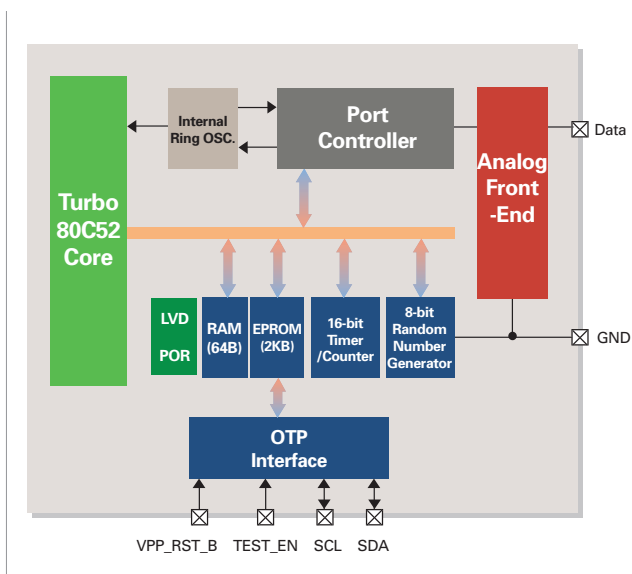 Internal
Ring OSC.
Port
Controller
Data
Analog
Front
-End
Turbo
80C52
Core
LVD
POR
RAM
(64B)
EPROM
(2KB)
16-bit
Timer
/Counter
8-bit
Random
Number
Generator
GND
OTP
Interface
VPP_RST_B TEST_EN SCL SDA